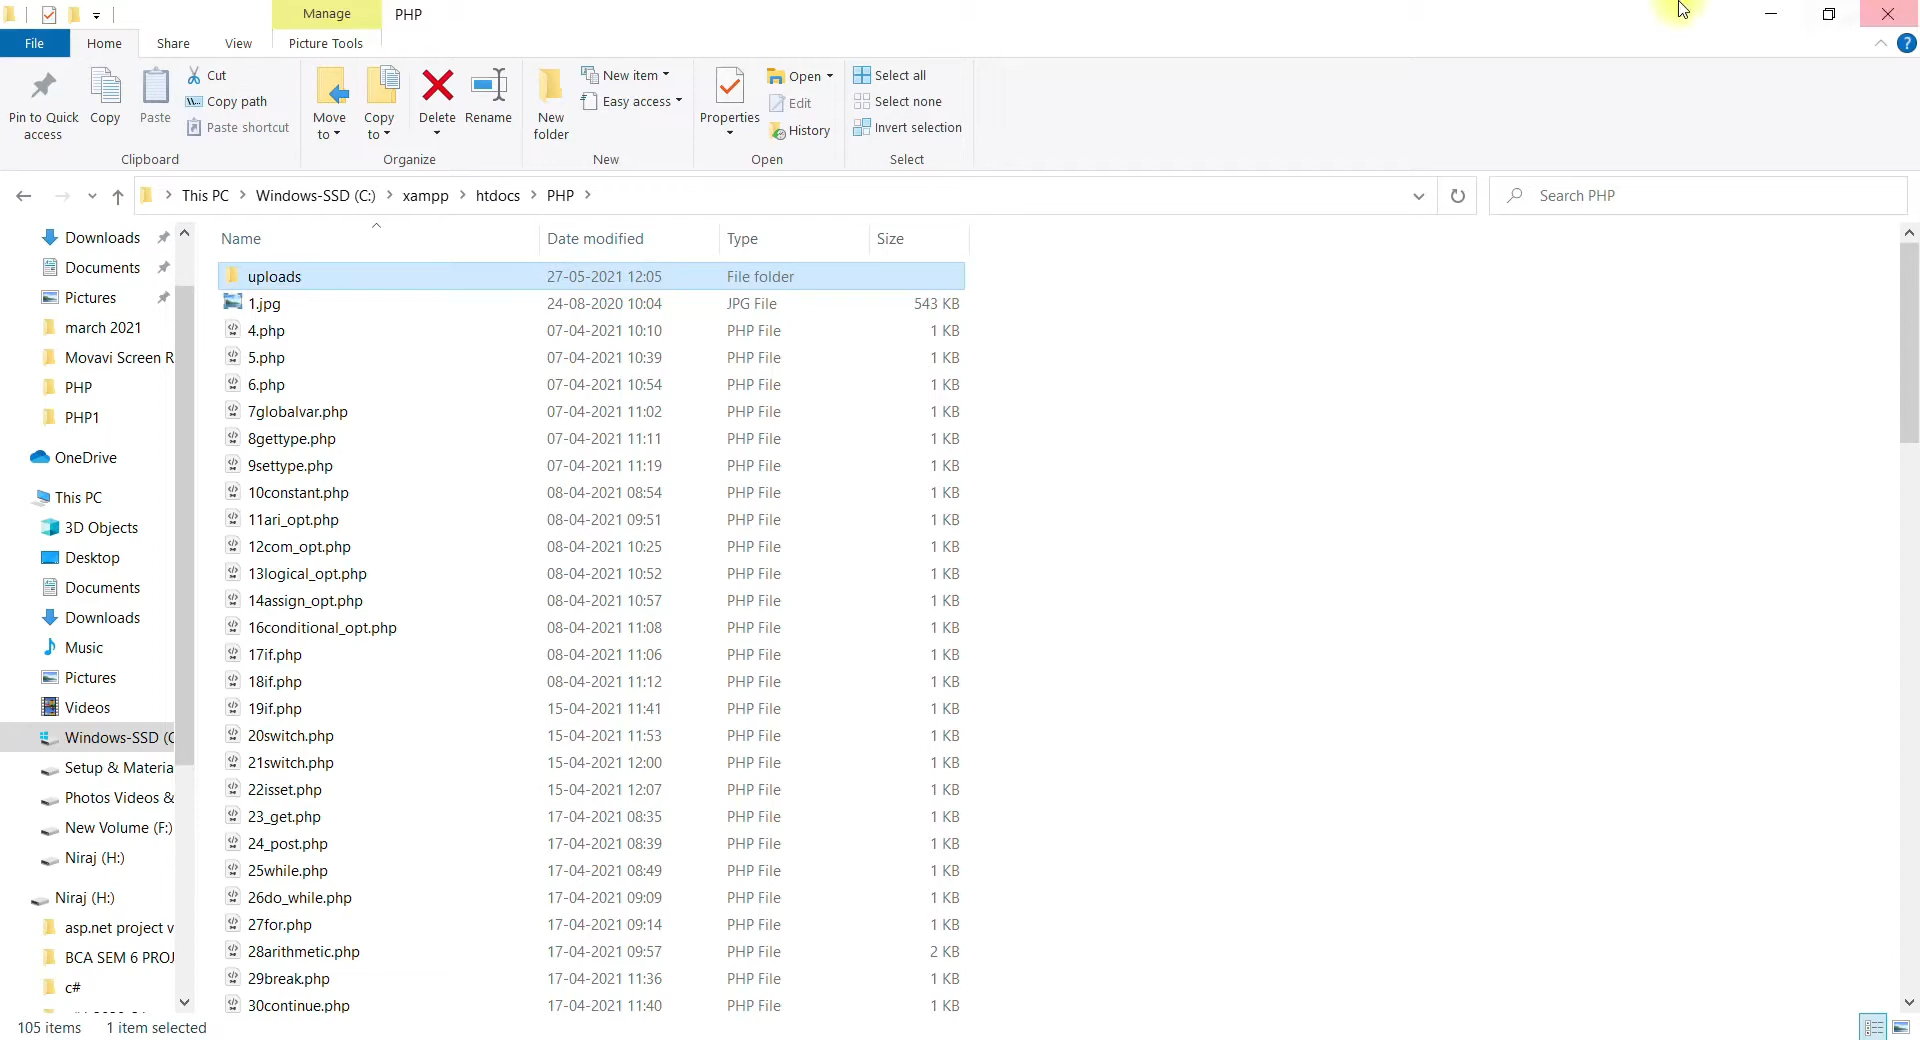 Manage
PHP
File
Home
Share
View
Picture Tools
Pin to Quick access
Copy
Paste
Cut
Copy path
Paste shortcut
Clipboard
Move to
Copy to
Delete
Rename
Organize
New folder
New item
Easy access
New
Properties
Open
Edit
History
Open
Select all
Select none
Invert selection
Select
This PC > Windows-SSD (C:) > xampp > htdocs > PHP >
Search PHP
Downloads
Documents
Pictures
march 2021
Movavi Screen R
PHP
PHP1
OneDrive
This PC
3D Objects
Desktop
Documents
Downloads
Music
Pictures
Videos
Windows-SSD (C
Setup & Materia
Photos Videos &
New Volume (F:)
Niraj (H:)
Niraj (H:)
asp.net project v
BCA SEM 6 PROJ
c#
Name Date modified Type Size
uploads 27-05-2021 12:05 File folder
1.jpg 24-08-2020 10:04 JPG File 543 KB
4.php 07-04-2021 10:10 PHP File 1 KB
5.php 07-04-2021 10:39 PHP File 1 KB
6.php 07-04-2021 10:54 PHP File 1 KB
7globalvar.php 07-04-2021 11:02 PHP File 1 KB
8gettype.php 07-04-2021 11:11 PHP File 1 KB
9settype.php 07-04-2021 11:19 PHP File 1 KB
10constant.php 08-04-2021 08:54 PHP File 1 KB
11ari_opt.php 08-04-2021 09:51 PHP File 1 KB
12com_opt.php 08-04-2021 10:25 PHP File 1 KB
13logical_opt.php 08-04-2021 10:52 PHP File 1 KB
14assign_opt.php 08-04-2021 10:57 PHP File 1 KB
16conditional_opt.php 08-04-2021 11:08 PHP File 1 KB
17if.php 08-04-2021 11:06 PHP File 1 KB
18if.php 08-04-2021 11:12 PHP File 1 KB
19if.php 15-04-2021 11:41 PHP File 1 KB
20switch.php 15-04-2021 11:53 PHP File 1 KB
21switch.php 15-04-2021 12:00 PHP File 1 KB
22isset.php 15-04-2021 12:07 PHP File 1 KB
23_get.php 17-04-2021 08:35 PHP File 1 KB
24_post.php 17-04-2021 08:39 PHP File 1 KB
25while.php 17-04-2021 08:49 PHP File 1 KB
26do_while.php 17-04-2021 09:09 PHP File 1 KB
27for.php 17-04-2021 09:14 PHP File 1 KB
28arithmetic.php 17-04-2021 09:57 PHP File 2 KB
29break.php 17-04-2021 11:36 PHP File 1 KB
30continue.php 17-04-2021 11:40 PHP File 1 KB
105 items 1 item selected